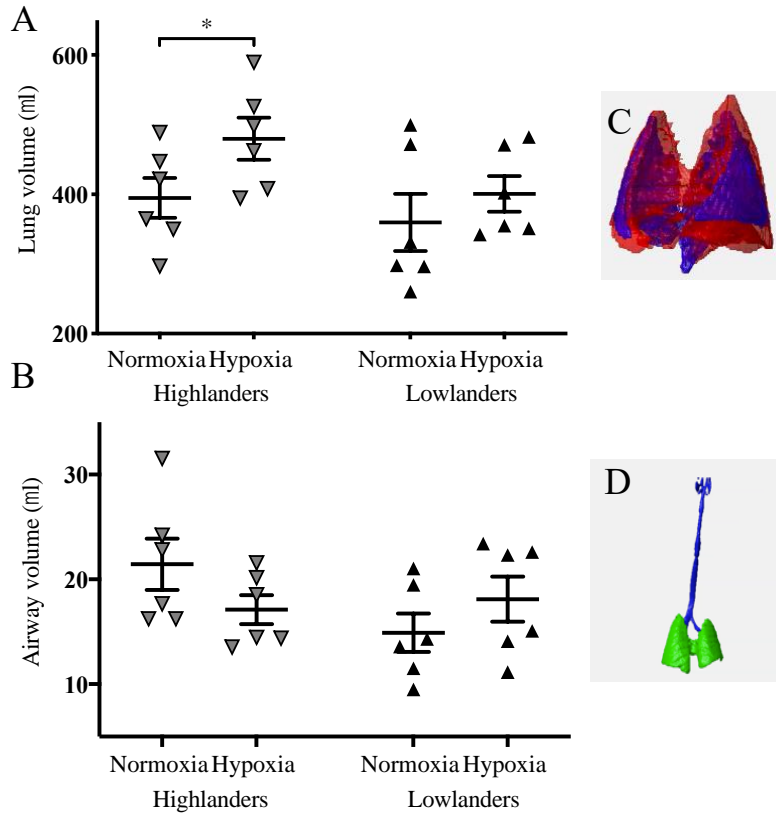 A
*
600
400
200
Lung volume (ml)
Normoxia Hypoxia Normoxia Hypoxia
Highlanders Lowlanders
C
B
30
20
10
Airway volume (ml)
Normoxia Hypoxia Normoxia Hypoxia
Highlanders Lowlanders
D